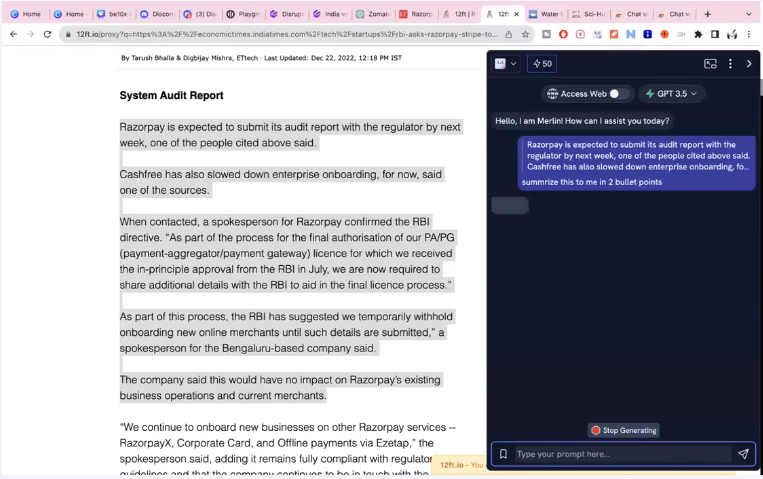 Home
Home
be10x
Discor
(3) Disc
Playgr
Disrupt
India v
Zomato
Razorp
12ft | R
12ft
Water
Sci-Hu
Chat w
Chat w
12ft.io/proxy?q=https%3A%2F%2Feconomictimes.indiatimes.com%2Ftech%2Fstartups%2Frbi-asks-razorpay-stripe-to...
By Tarush Bhalla & Digbijay Mishra, ETtech · Last Updated: Dec 22, 2022, 12:18 PM IST
System Audit Report
Razorpay is expected to submit its audit report with the regulator by next
week, one of the people cited above said.
Cashfree has also slowed down enterprise onboarding, for now, said
one of the sources.
When contacted, a spokesperson for Razorpay confirmed the RBI
directive. “As part of the process for the final authorisation of our PA/PG
(payment-aggregator/payment gateway) licence for which we received
the in-principle approval from the RBI in July, we are now required to
share additional details with the RBI to aid in the final licence process.”
As part of this process, the RBI has suggested we temporarily withhold
onboarding new online merchants until such details are submitted,” a
spokesperson for the Bengaluru-based company said.
The company said this would have no impact on Razorpay’s existing
business operations and current merchants.
“We continue to onboard new businesses on other Razorpay services --
RazorpayX, Corporate Card, and Offline payments via Ezetap,” the
spokesperson said, adding it remains fully compliant with regulator
guidelines and that the company continues to be in touch with the
12ft.io - You
50
Access Web
GPT 3.5
Hello, I am Merlin! How can I assist you today?
Razorpay is expected to submit its audit report with the
regulator by next week, one of the people cited above said.
Cashfree has also slowed down enterprise onboarding, fo...
summrize this to me in 2 bullet points
Stop Generating
Type your prompt here...